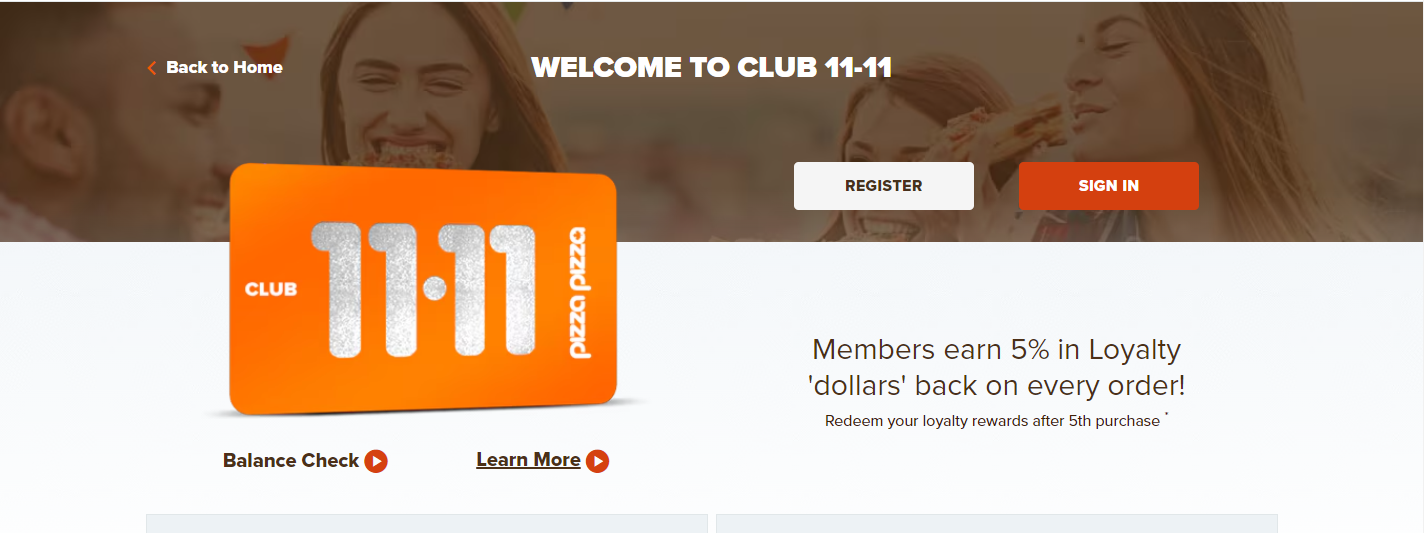 Back to Home
WELCOME TO CLUB 11-11
REGISTER
SIGN IN
CLUB
11·11
pizza pizza
Members earn 5% in Loyalty
'dollars' back on every order!
Redeem your loyalty rewards after 5th purchase *
Balance Check
Learn More